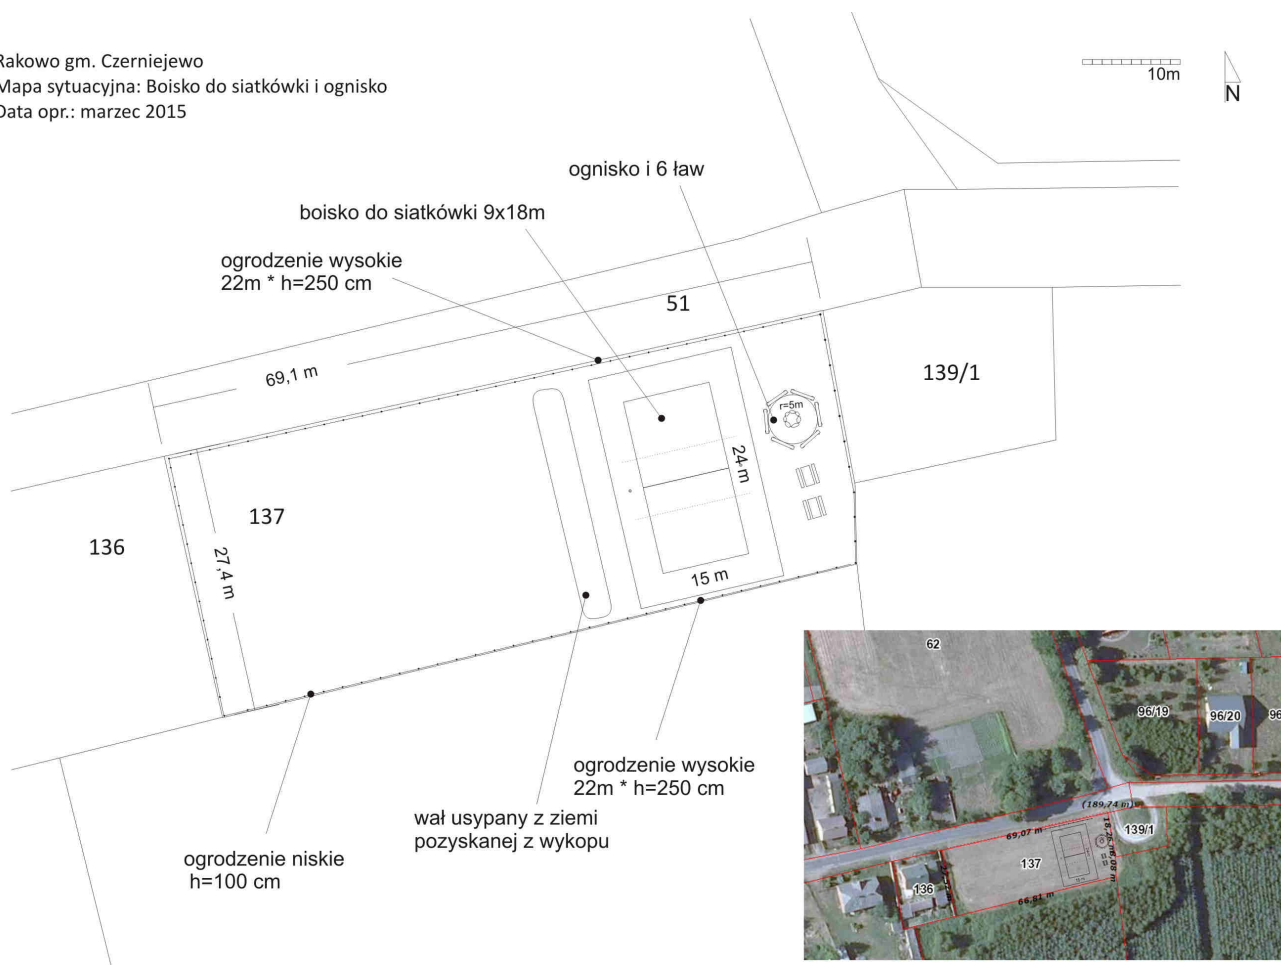 Rakowo gm. Czerniejewo
Mapa sytuacyjna: Boisko do siatkówki i ognisko
Data opr.: marzec 2015
10m
N
ognisko i 6 ław
boisko do siatkówki 9x18m
ogrodzenie wysokie
22m * h=250 cm
51
69,1 m
139/1
r=5m
24 m
137
136
27,4 m
15 m
ogrodzenie wysokie
22m * h=250 cm
wał usypany z ziemi
pozyskanej z wykopu
ogrodzenie niskie
h=100 cm
62
96/19
96/20
96
(189,74 m)
69,07 m
139/1
137
136
66,81 m